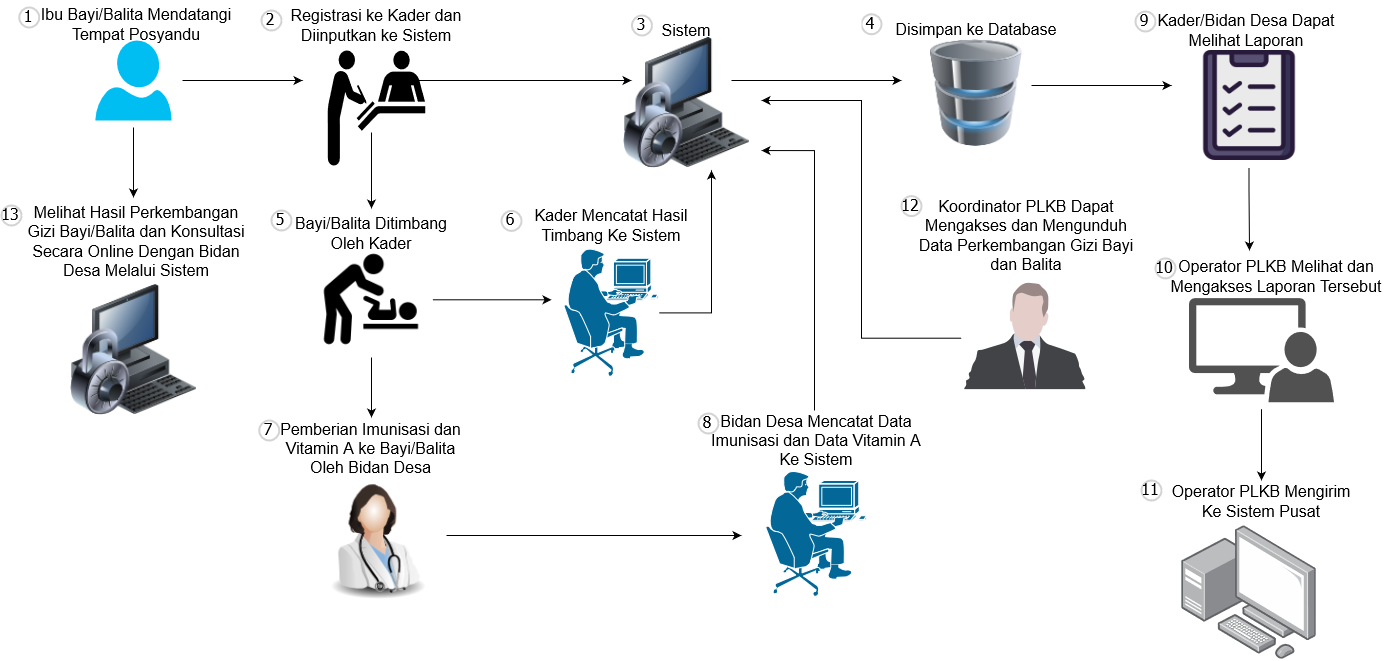 1
Ibu Bayi/Balita Mendatangi
Tempat Posyandu
2
Registrasi ke Kader dan
Diinputkan ke Sistem
3
Sistem
4
Disimpan ke Database
9
Kader/Bidan Desa Dapat
Melihat Laporan
13
Melihat Hasil Perkembangan
Gizi Bayi/Balita dan Konsultasi
Secara Online Dengan Bidan
Desa Melalui Sistem
5
Bayi/Balita Ditimbang
Oleh Kader
6
Kader Mencatat Hasil
Timbang Ke Sistem
12
Koordinator PLKB Dapat
Mengakses dan Mengunduh
Data Perkembangan Gizi Bayi
dan Balita
10
Operator PLKB Melihat dan
Mengakses Laporan Tersebut
7
Pemberian Imunisasi dan
Vitamin A ke Bayi/Balita
Oleh Bidan Desa
8
Bidan Desa Mencatat Data
Imunisasi dan Data Vitamin A
Ke Sistem
11
Operator PLKB Mengirim
Ke Sistem Pusat